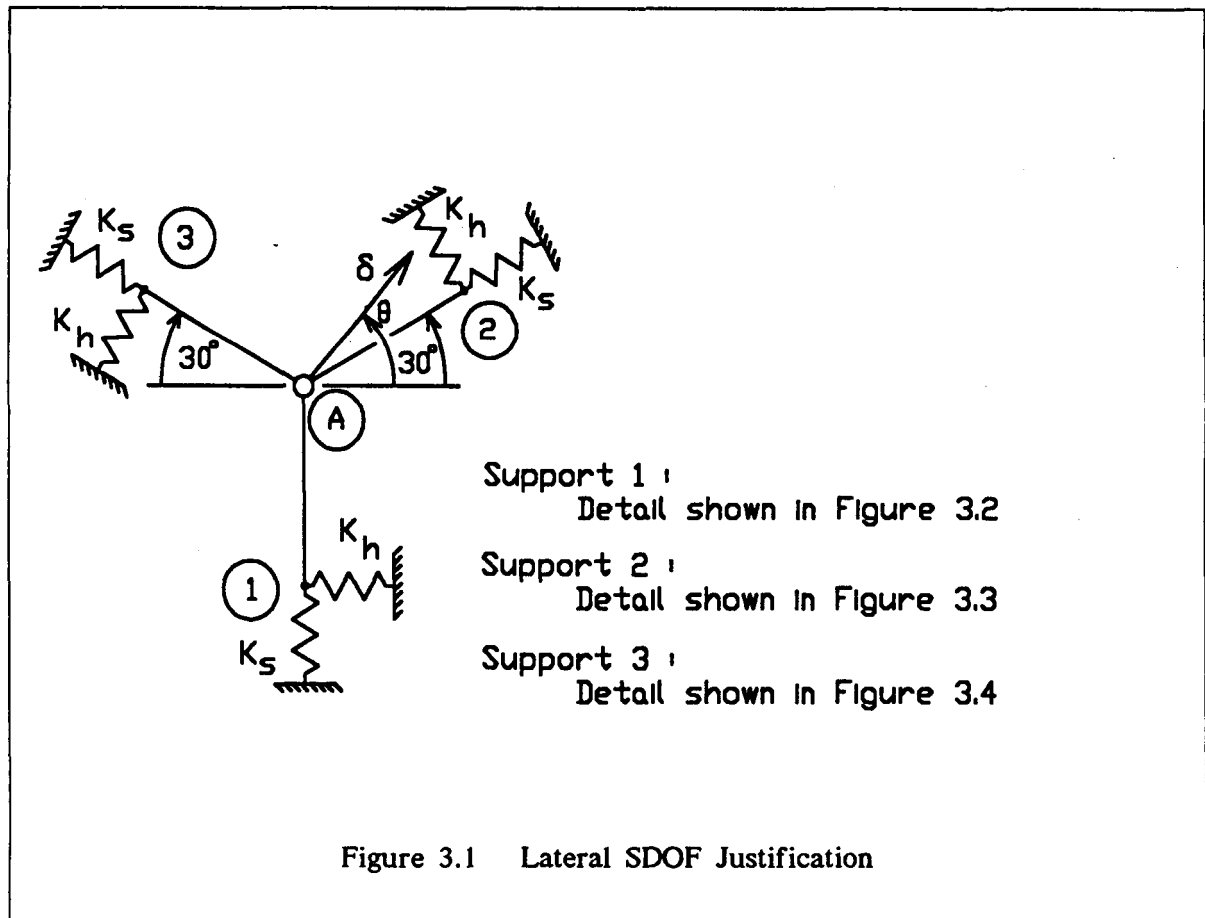 Ks
3
Kh
30°
δ
θ
Kh
Ks
2
30°
A
Support 1 :
Detail shown in Figure 3.2
Kh
1
Ks
Support 2 :
Detail shown in Figure 3.3
Support 3 :
Detail shown in Figure 3.4
Figure 3.1 Lateral SDOF Justification